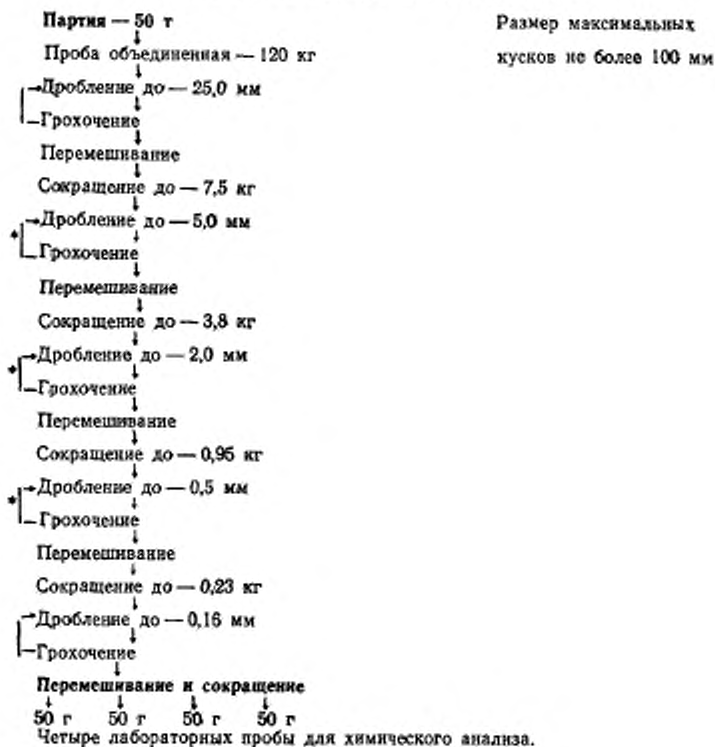 Партия — 50 т
Размер максимальных
Проба объединенная — 120 кг
кусков не более 100 мм
Дробление до — 25,0 мм
Грохочение
Перемешивание
Сокращение до — 7,5 кг
* Дробление до — 5,0 мм
Грохочение
Перемешивание
Сокращение до — 3,8 кг
* Дробление до — 2,0 мм
Грохочение
Перемешивание
Сокращение до — 0,95 кг
* Дробление до — 0,5 мм
Грохочение
Перемешивание
Сокращение до — 0,23 кг
Дробление до — 0,16 мм
Грохочение
Перемешивание и сокращение
50 г 50 г 50 г 50 г
Четыре лабораторных пробы для химического анализа.